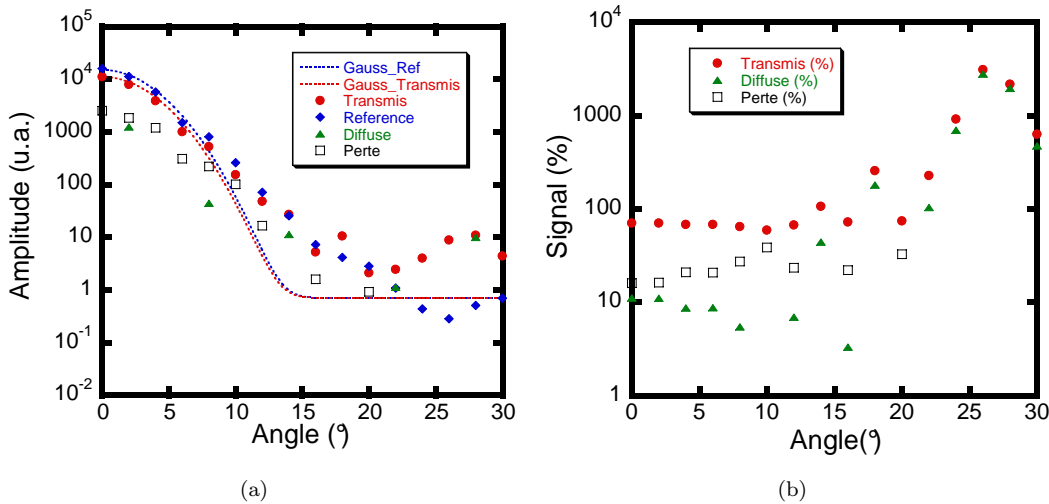 10^5
10^4
1000
100
10
1
10^-1
10^-2
Amplitude (u.a.)
Gauss_Ref
Gauss_Transmis
Transmis
Reference
Diffuse
Perte
0 5 10 15 20 25 30
Angle (°)
(a)
10^4
1000
100
10
1
Signal (%)
Transmis (%)
Diffuse (%)
Perte (%)
0 5 10 15 20 25 30
Angle(°)
(b)